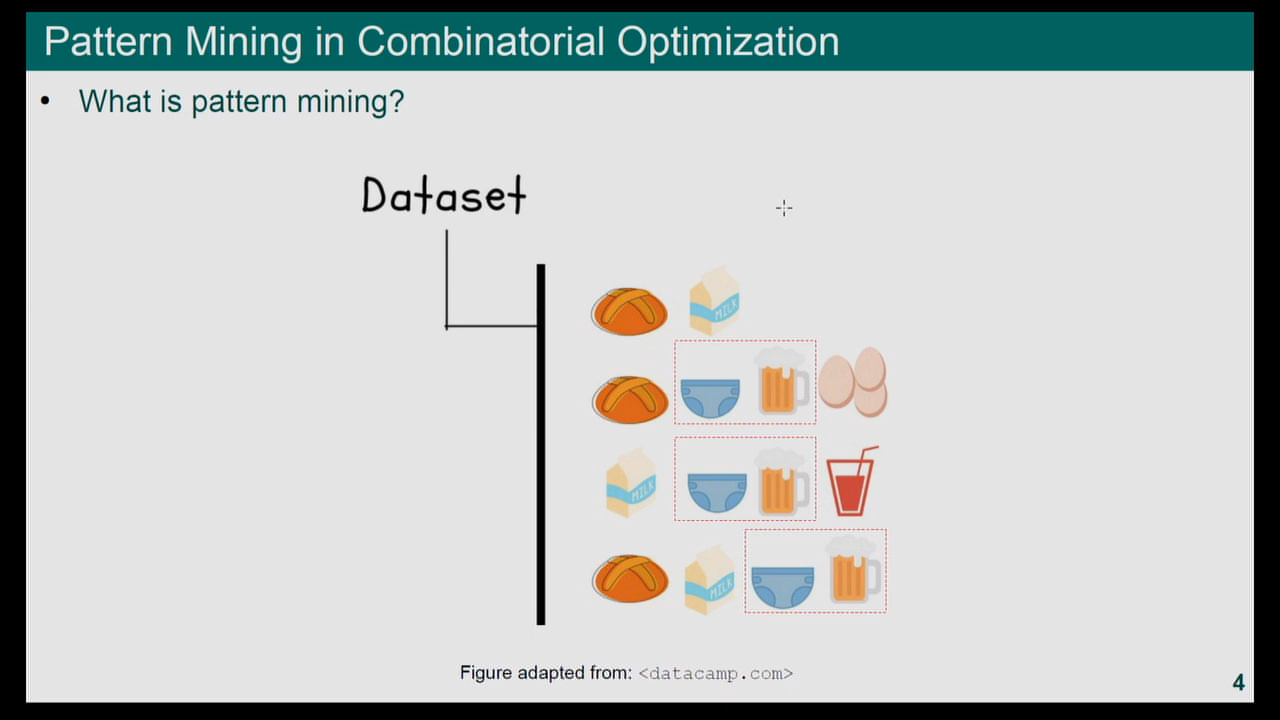 Pattern Mining in Combinatorial Optimization
• What is pattern mining?
Dataset
MILK
MILK
MILK
Figure adapted from: <datacamp.com>
4